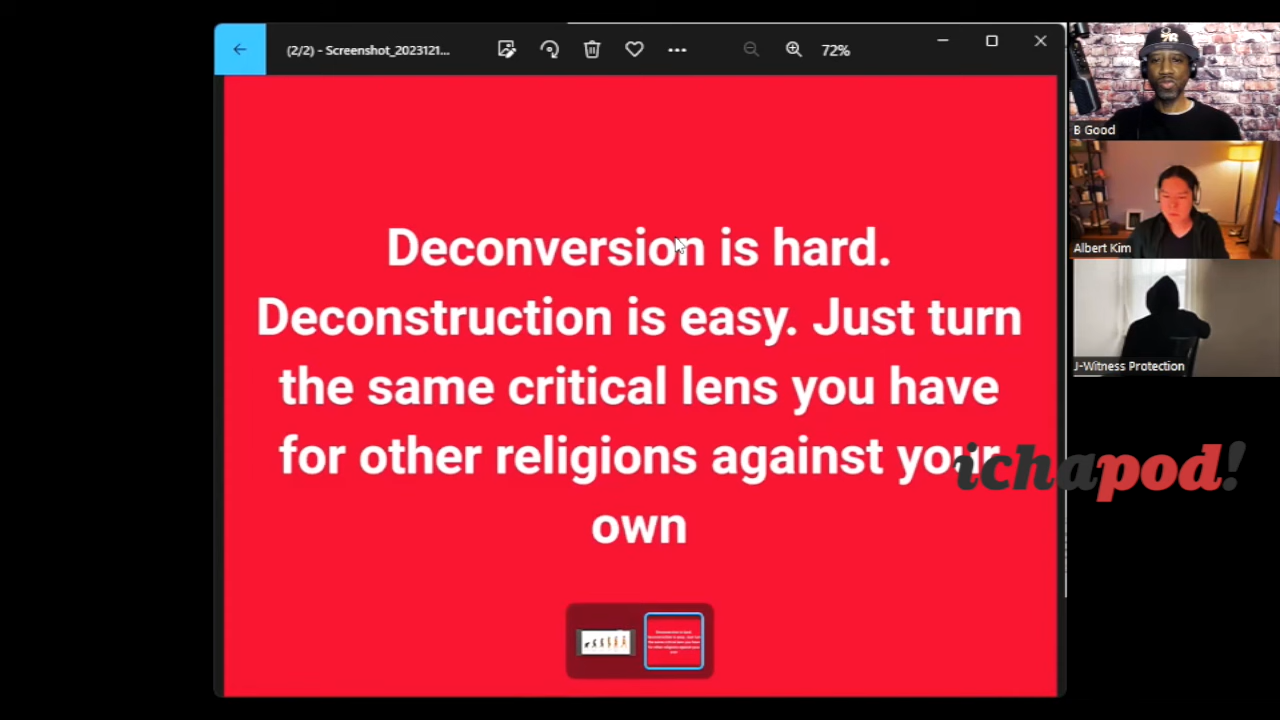 (2/2) - Screenshot_2023121...
72%
Deconversion is hard.
Deconstruction is easy. Just turn
the same critical lens you have
for other religions against your
own
B Good
Albert Kim
J-Witness Protection
ichapod!